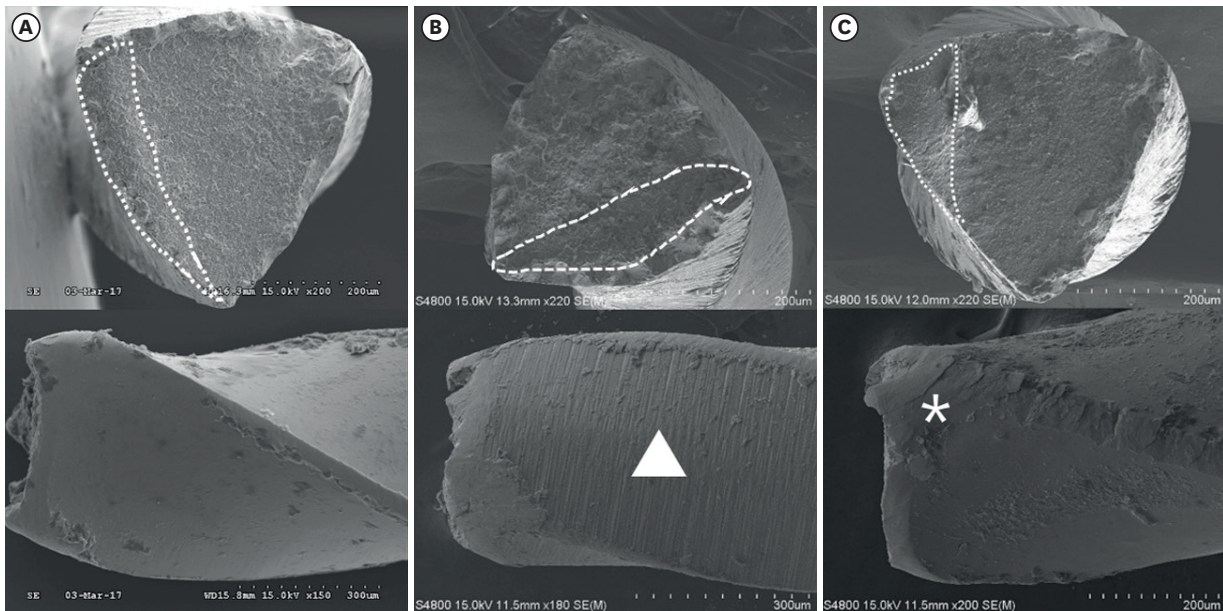 A
SE 03-Mar-17 15.0kV x200 200um
B
S4800 15.0kV 13.3mm x220 SE(M) 200um
C
S4800 15.0kV 12.0mm x220 SE(M) 200um
SE 03-Mar-17 WD15.8mm 15.0kV x150 300um
S4800 15.0kV 11.5mm x180 SE(M) 300um
*
S4800 15.0kV 11.5mm x200 SE(M) 200um